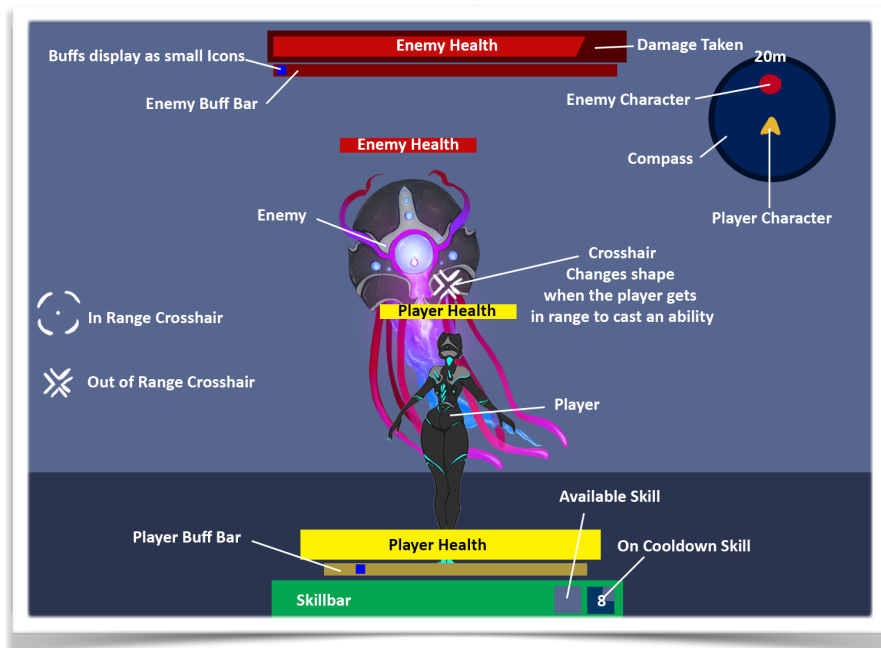 Enemy Health
Damage Taken
Buffs display as small Icons
20m
Enemy Buff Bar
Enemy Character
Enemy Health
Compass
Enemy
Player Character
Crosshair
Changes shape
when the player gets
in range to cast an ability
Player Health
In Range Crosshair
Out of Range Crosshair
Player
Available Skill
Player Buff Bar
Player Health
On Cooldown Skill
Skillbar
8